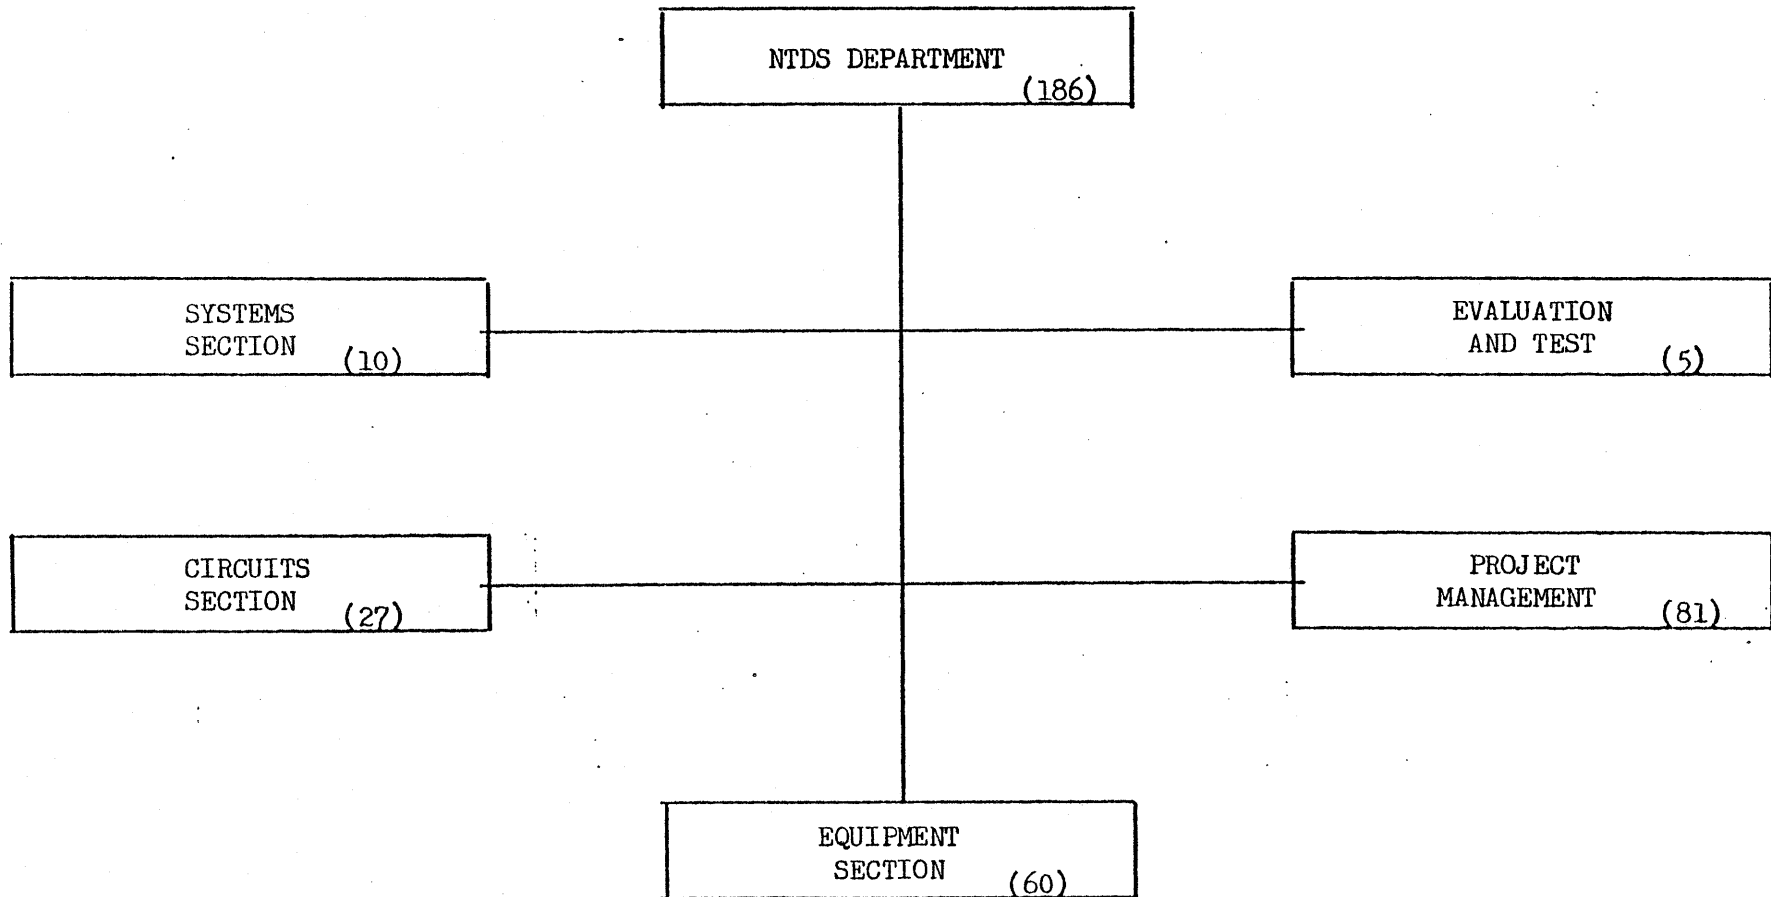 NTDS DEPARTMENT
(186)
SYSTEMS
SECTION (10)
EVALUATION
AND TEST (5)
CIRCUITS
SECTION (27)
PROJECT
MANAGEMENT (81)
EQUIPMENT
SECTION (60)